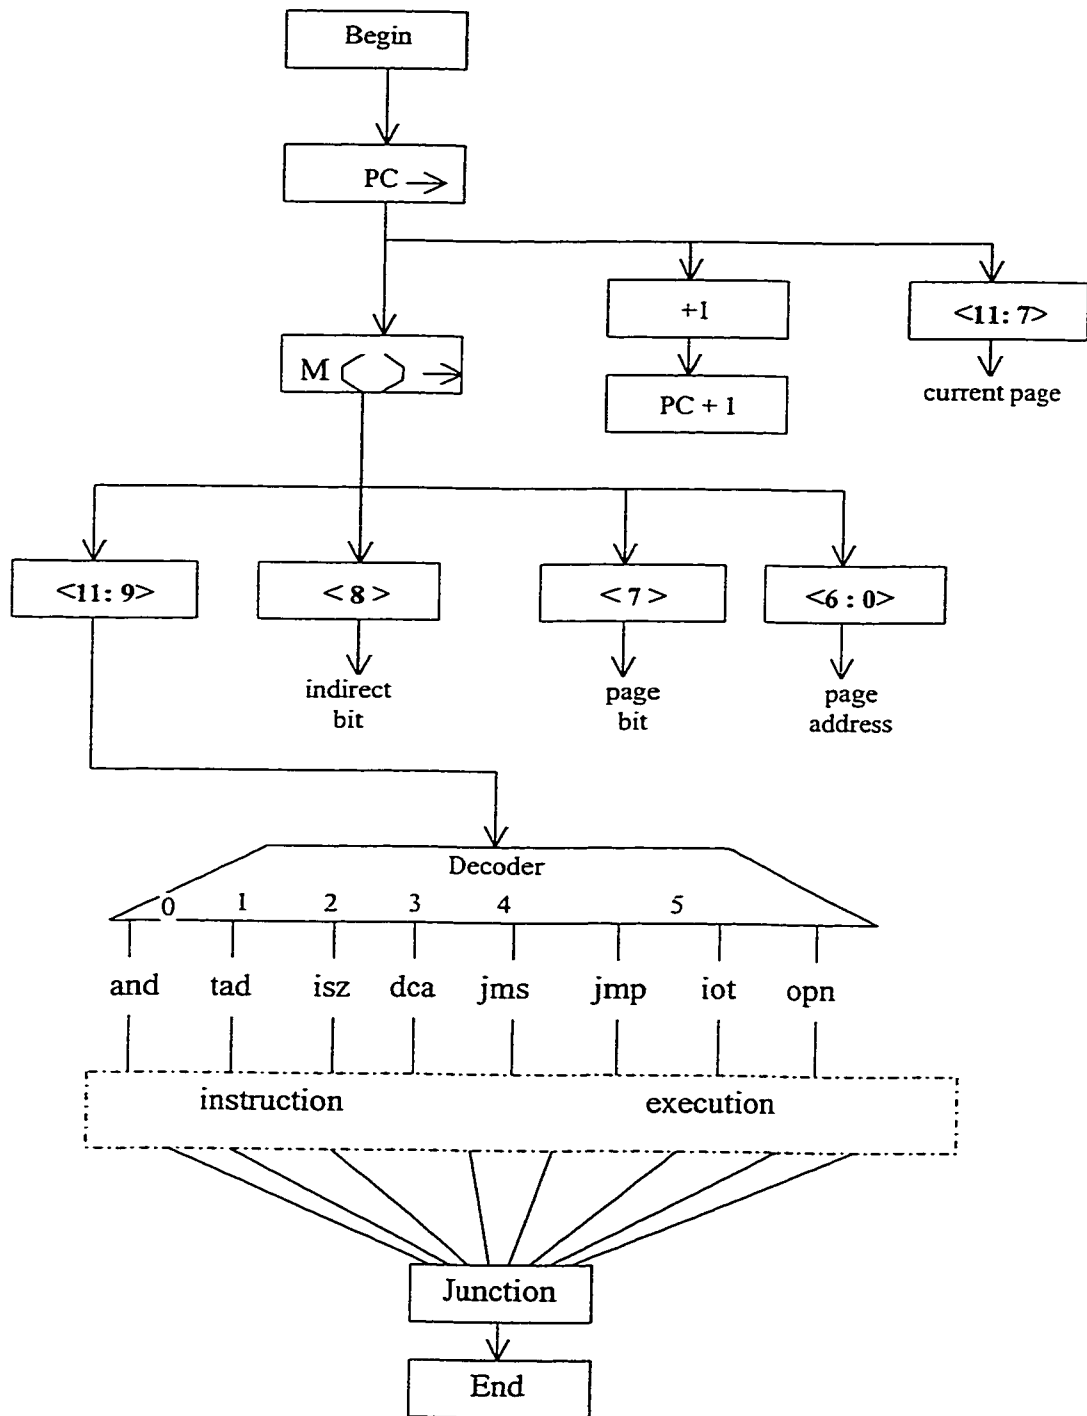 Begin
PC →
+1
<11: 7>
M ( ) →
PC + 1
current page
<11: 9>
< 8 >
< 7 >
<6 : 0>
indirect
bit
page
bit
page
address
Decoder
0 1 2 3 4 5
and tad isz dca jms jmp iot opn
instruction execution
Junction
End